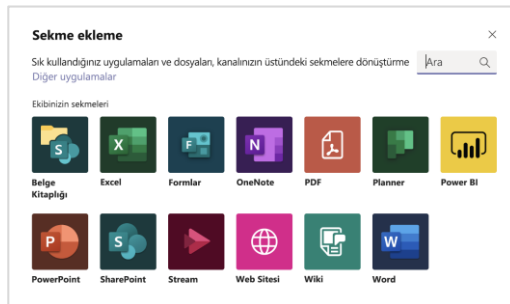 Sekme ekleme
Sık kullandığınız uygulamaları ve dosyaları, kanalınızın üstündeki sekmelere dönüştürme
Ara
Diğer uygulamalar
Ekibinizin sekmeleri
Belge Kitaplığı
Excel
Formlar
OneNote
PDF
Planner
Power BI
PowerPoint
SharePoint
Stream
Web Sitesi
Wiki
Word